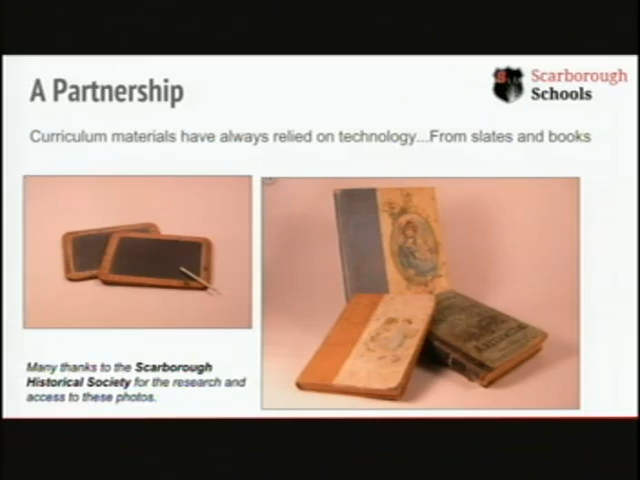 A Partnership
Scarborough
Schools
Curriculum materials have always relied on technology...From slates and books
Many thanks to the Scarborough
Historical Society for the research and
access to these photos.